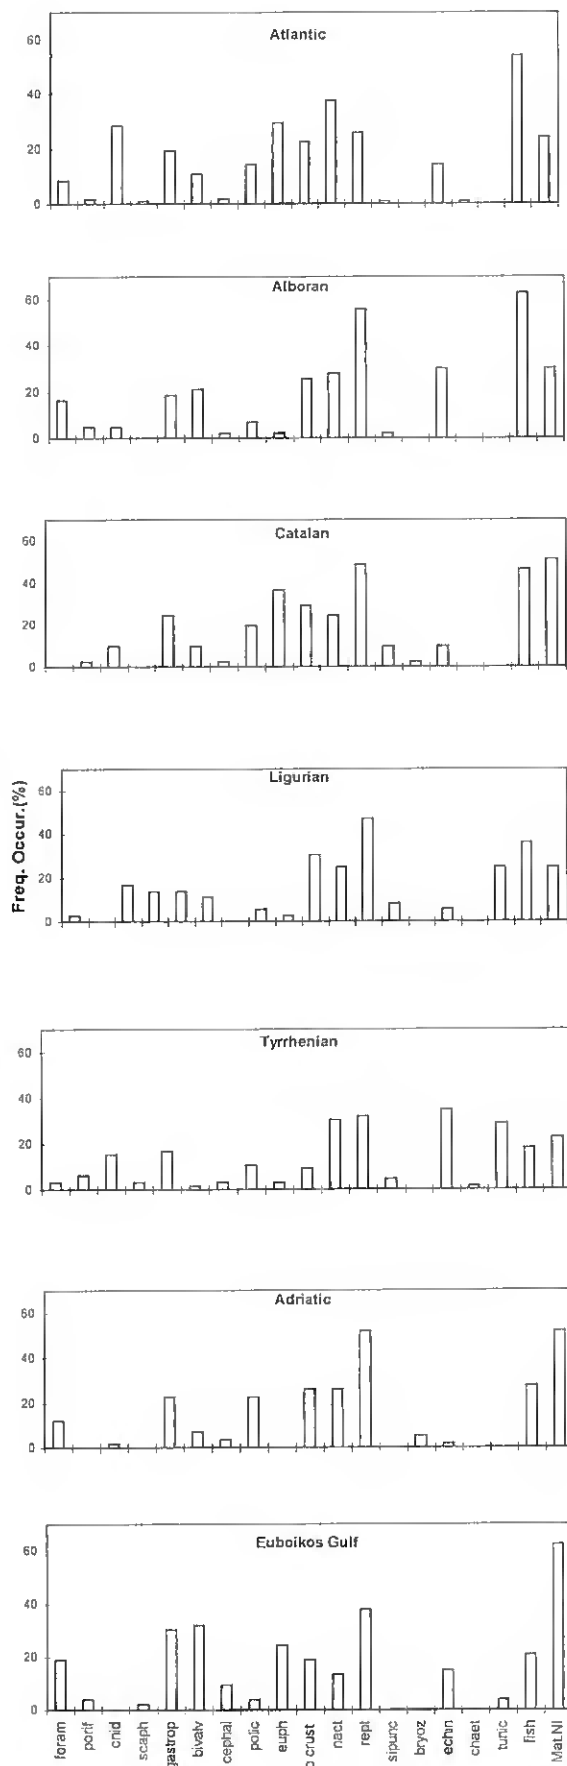 Atlantic
60
40
20
0
Alboran
60
40
20
0
Catalan
60
40
20
0
Freq. Occur.(%)
Ligurian
60
40
20
0
Tyrrhenian
60
40
20
0
Adriatic
60
40
20
0
Euboikos Gulf
60
40
20
0
foram
porif
cnid
scaph
gastrop
bivalv
cephal
polic
euph
o crust
nact
rept
sipunc
bryoz
echin
chaet
tunic
fish
Mat.NI